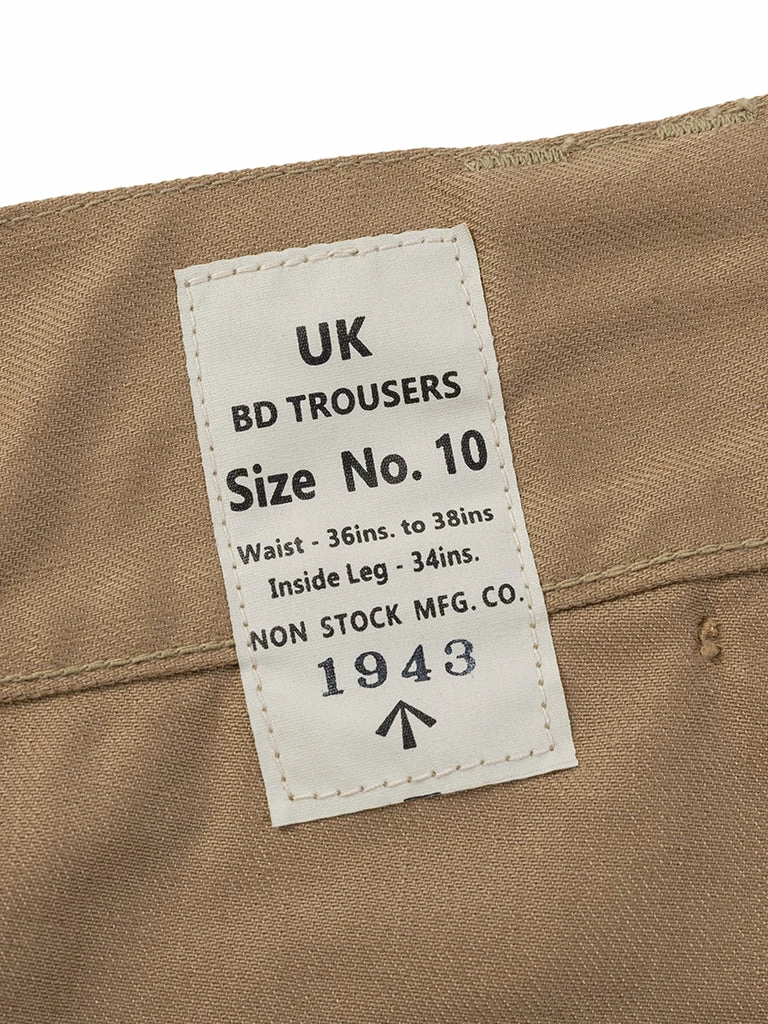 UK
BD TROUSERS
Size No. 10
Waist - 36ins. to 38ins
Inside Leg - 34ins.
NON STOCK MFG. CO.
1943